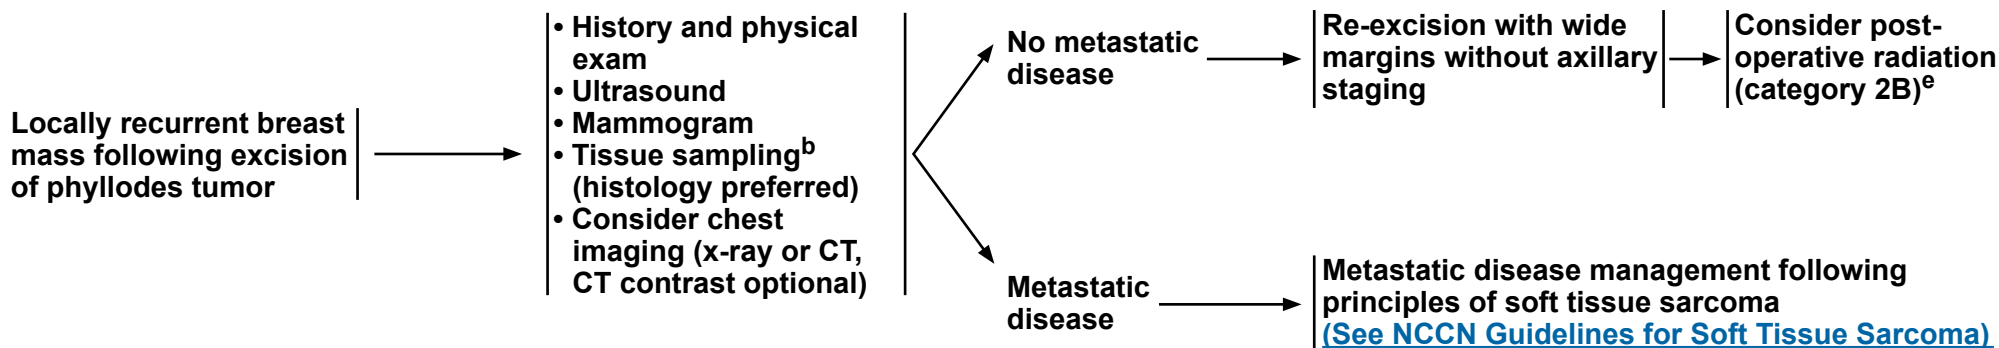 Locally recurrent breast
mass following excision
of phyllodes tumor
• History and physical
exam
• Ultrasound
• Mammogram
• Tissue samplingᵇ
(histology preferred)
• Consider chest
imaging (x-ray or CT,
CT contrast optional)
No metastatic
disease
Re-excision with wide
margins without axillary
staging
Consider post-
operative radiation
(category 2B)ᵉ
Metastatic
disease
Metastatic disease management following
principles of soft tissue sarcoma
(See NCCN Guidelines for Soft Tissue Sarcoma)